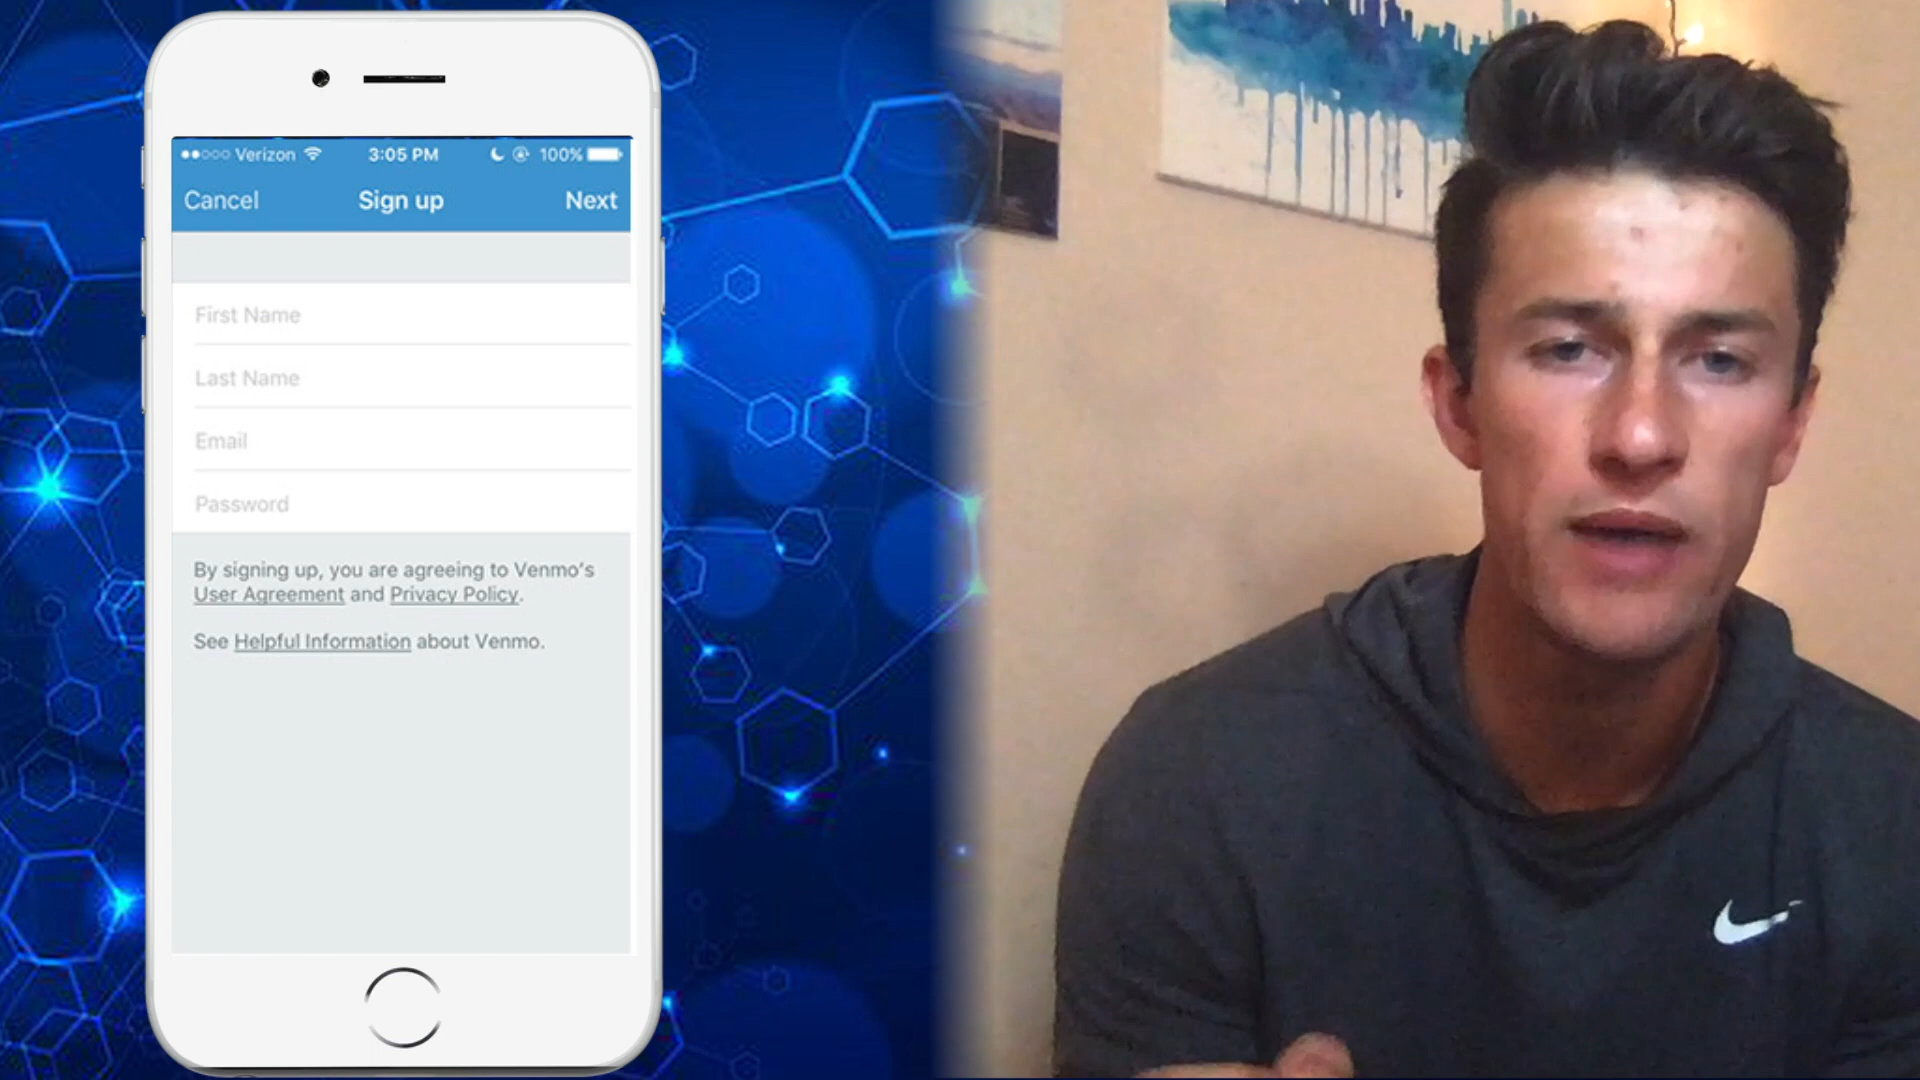 Verizon 3:05 PM 100%
Cancel Sign up Next
First Name
Last Name
Email
Password
By signing up, you are agreeing to Venmo's
User Agreement and Privacy Policy.
See Helpful Information about Venmo.